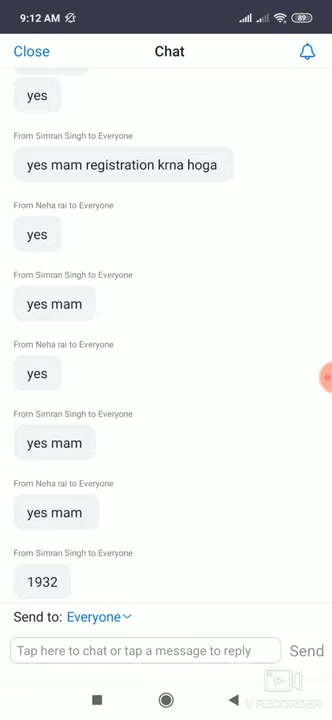 9:12 AM
89
Close
Chat
yes
From Simran Singh to Everyone
yes mam registration krna hoga
From Neha rai to Everyone
yes
From Simran Singh to Everyone
yes mam
From Neha rai to Everyone
yes
From Simran Singh to Everyone
yes mam
From Neha rai to Everyone
yes mam
From Simran Singh to Everyone
1932
Send to: Everyone
Tap here to chat or tap a message to reply
Send
V RECORDER